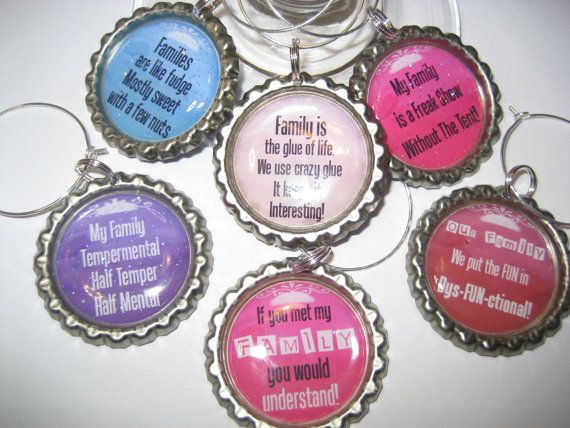 Families
are like fudge
Mostly sweet
with a few nuts
Family is
the glue of life.
We use crazy glue
It
Interesting!
My Family
is a Freak Show
Without The Tent!
My Family
Tempermental
Half Temper
Half Mental
If you met my
FAMILY
you would
understand!
Our Family
We put the FUN in
Dys-FUN-ctional!